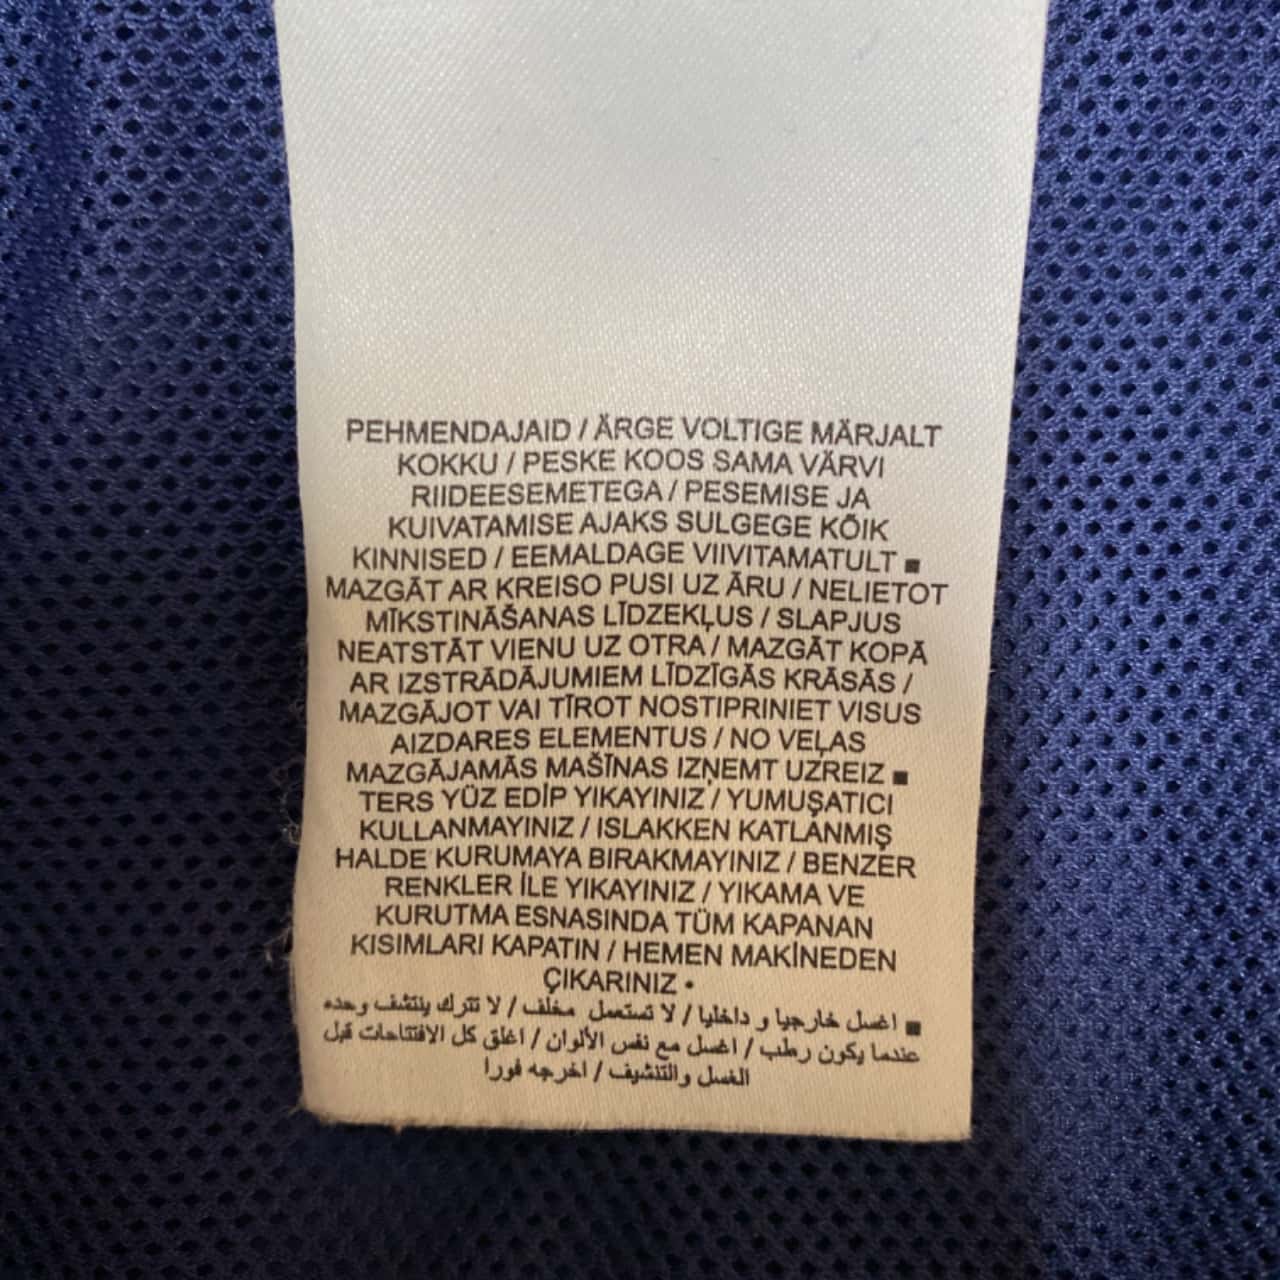 PEHMENDAJAID / ÄRGE VOLTIGE MÄRJALT
KOKKU / PESKE KOOS SAMA VÄRVI
RIIDEESEMETEGA / PESEMISE JA
KUIVATAMISE AJAKS SULGEGE KÕIK
KINNISED / EEMALDAGE VIIVITAMATULT ■
MAZGĀT AR KREISO PUSI UZ ĀRU / NELIETOT
MĪKSTINĀŠANAS LĪDZEKĻUS / SLAPJUS
NEATSTĀT VIENU UZ OTRA / MAZGĀT KOPĀ
AR IZSTRĀDĀJUMIEM LĪDZĪGĀS KRĀSĀS /
MAZGĀJOT VAI TĪROT NOSTIPRINIET VISUS
AIZDARES ELEMENTUS / NO VEĻAS
MAZGĀJAMĀS MAŠĪNAS IZŅEMT UZREIZ ■
TERS YÜZ EDİP YIKAYINIZ / YUMUŞATICI
KULLANMAYINIZ / ISLAKKEN KATLANMIŞ
HALDE KURUMAYA BIRAKMAYINIZ / BENZER
RENKLER İLE YIKAYINIZ / YIKAMA VE
KURUTMA ESNASINDA TÜM KAPANAN
KISIMLARI KAPATIN / HEMEN MAKİNEDEN
ÇIKARINIZ •
■ اغسل خارجيا و داخليا / لا تستعمل مخلف / لا تترك ينتشف وحده
عندما يكون رطب / اغسل مع نفس الألوان / اغلق كل الافتتاحات قبل
الغسل والتنشيف / اخرجه فورا